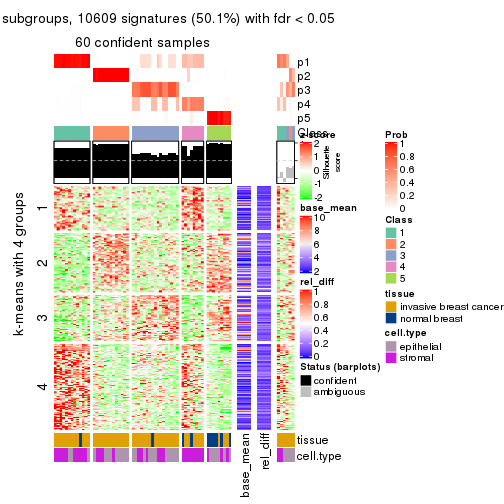 subgroups, 10609 signatures (50.1%) with fdr < 0.05
60 confident samples
p1
p2
p3
p4
p5
Class
z-score
2
1
0
-1
-2
Silhouette
score
k-means with 4 groups
1
2
3
4
base_mean
10
8
6
4
2
rel_diff
1
0.8
0.6
0.4
0.2
0
Status (barplots)
confident
ambiguous
tissue
cell.type
base_mean
rel_diff
Prob
1
0.8
0.6
0.4
0.2
0
Class
1
2
3
4
5
tissue
invasive breast cancer
normal breast
cell.type
epithelial
stromal